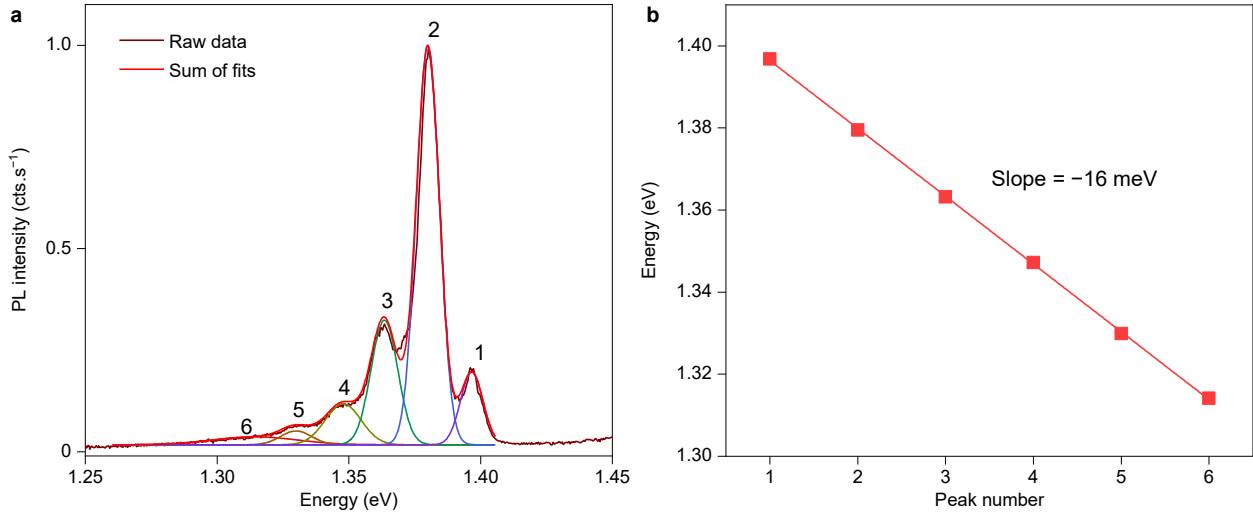 a
Raw data
Sum of fits
1
2
3
4
5
6
1.0
0.5
0
PL intensity (cts.s⁻¹)
1.25
1.30
1.35
1.40
1.45
Energy (eV)
b
1.40
1.38
1.36
1.34
1.32
1.30
Energy (eV)
Slope = −16 meV
1
2
3
4
5
6
Peak number